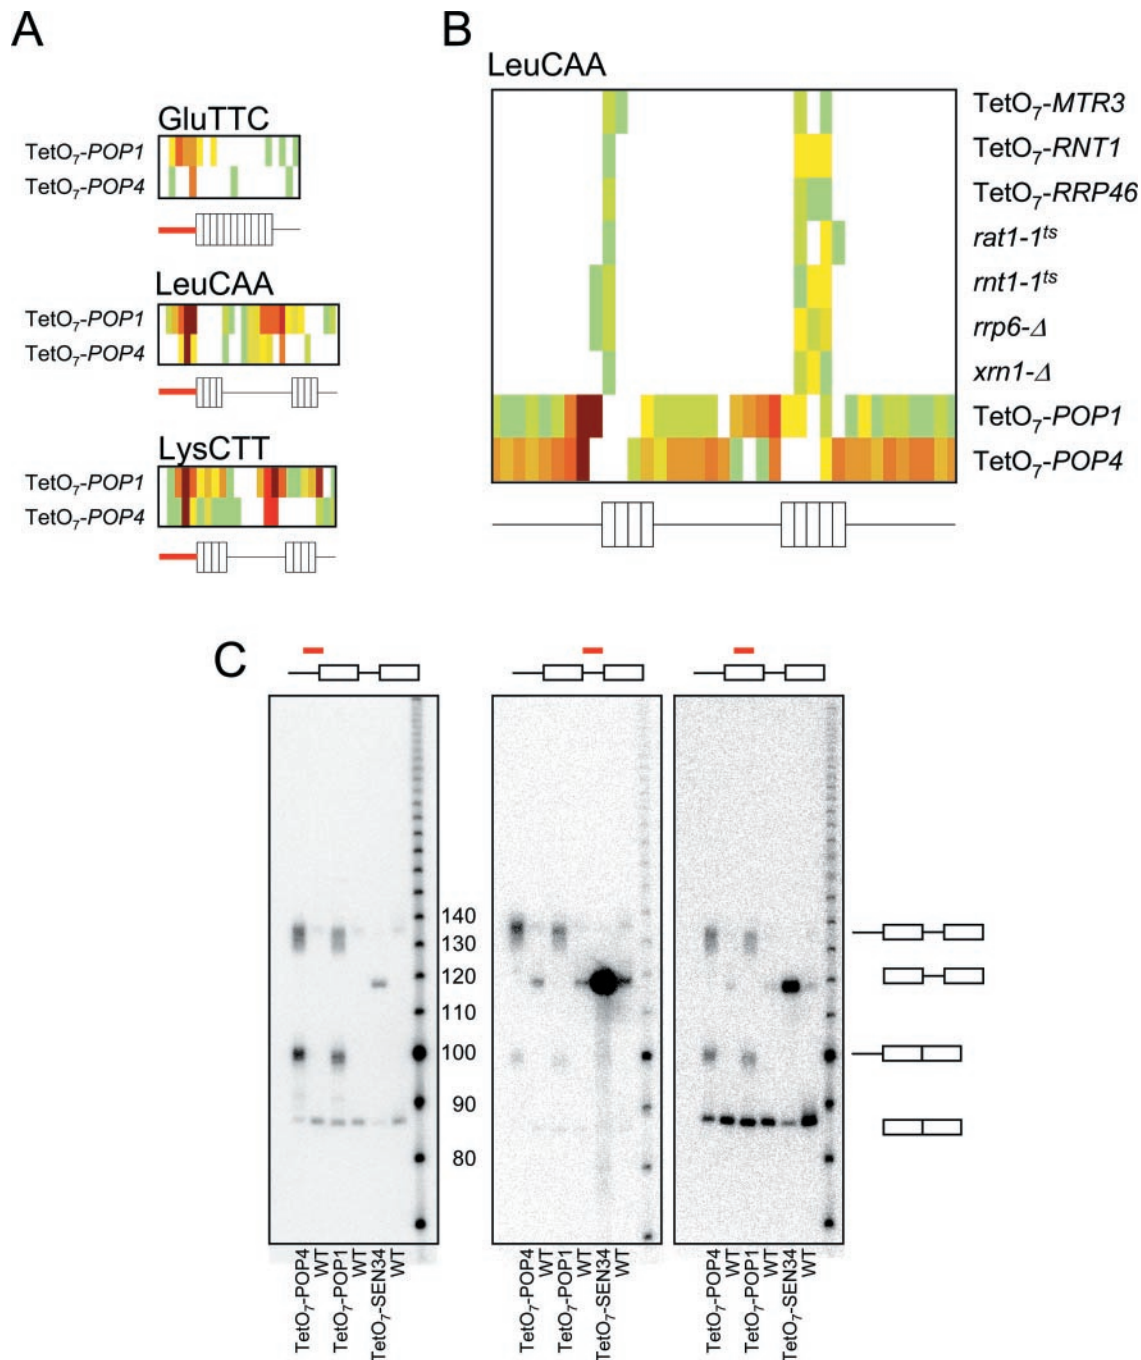 A
GluTTC
TetO7-POP1
TetO7-POP4
LeuCAA
TetO7-POP1
TetO7-POP4
LysCTT
TetO7-POP1
TetO7-POP4
B
LeuCAA
TetO7-MTR3
TetO7-RNT1
TetO7-RRP46
rat1-1ts
rnt1-1ts
rrp6-Δ
xrn1-Δ
TetO7-POP1
TetO7-POP4
C
140
130
120
110
100
90
80
TetO7-POP4
WT
TetO7-POP1
WT
TetO7-SEN34
WT
TetO7-POP4
WT
TetO7-POP1
WT
TetO7-SEN34
WT
TetO7-POP4
WT
TetO7-POP1
WT
TetO7-SEN34
WT